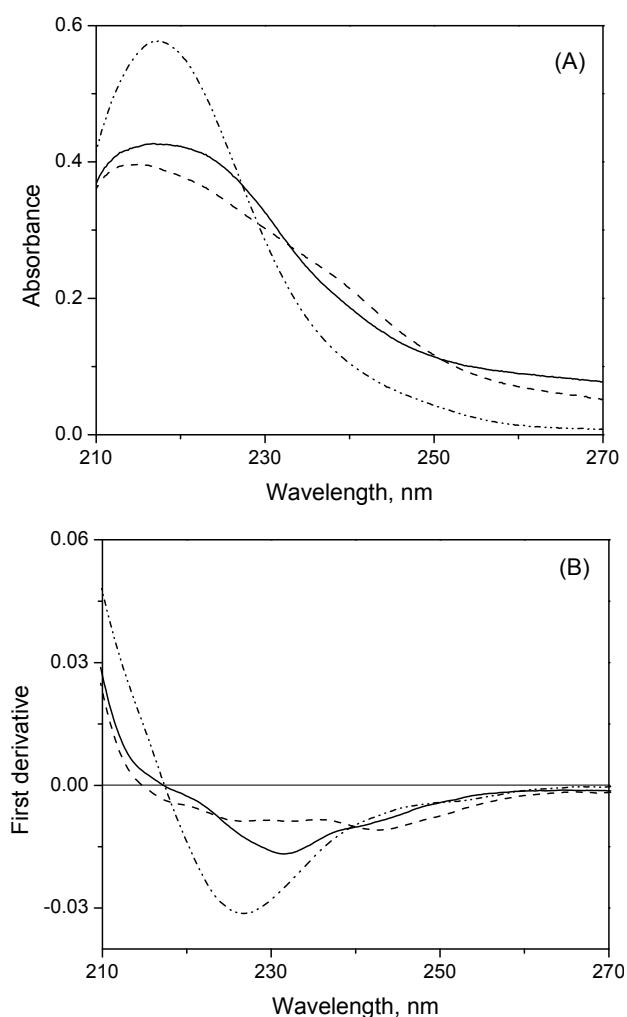 0.6
(A)
0.4
0.2
0.0
Absorbance
210 230 250 270
Wavelength, nm
0.06
(B)
0.03
0.00
-0.03
First derivative
210 230 250 270
Wavelength, nm